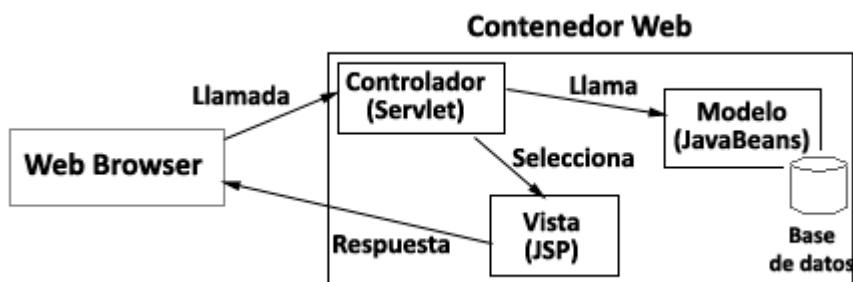 Contenedor Web
Llamada
Controlador
(Servlet)
Llama
Modelo
(JavaBeans)
Web Browser
Selecciona
Vista
(JSP)
Respuesta
Base
de datos